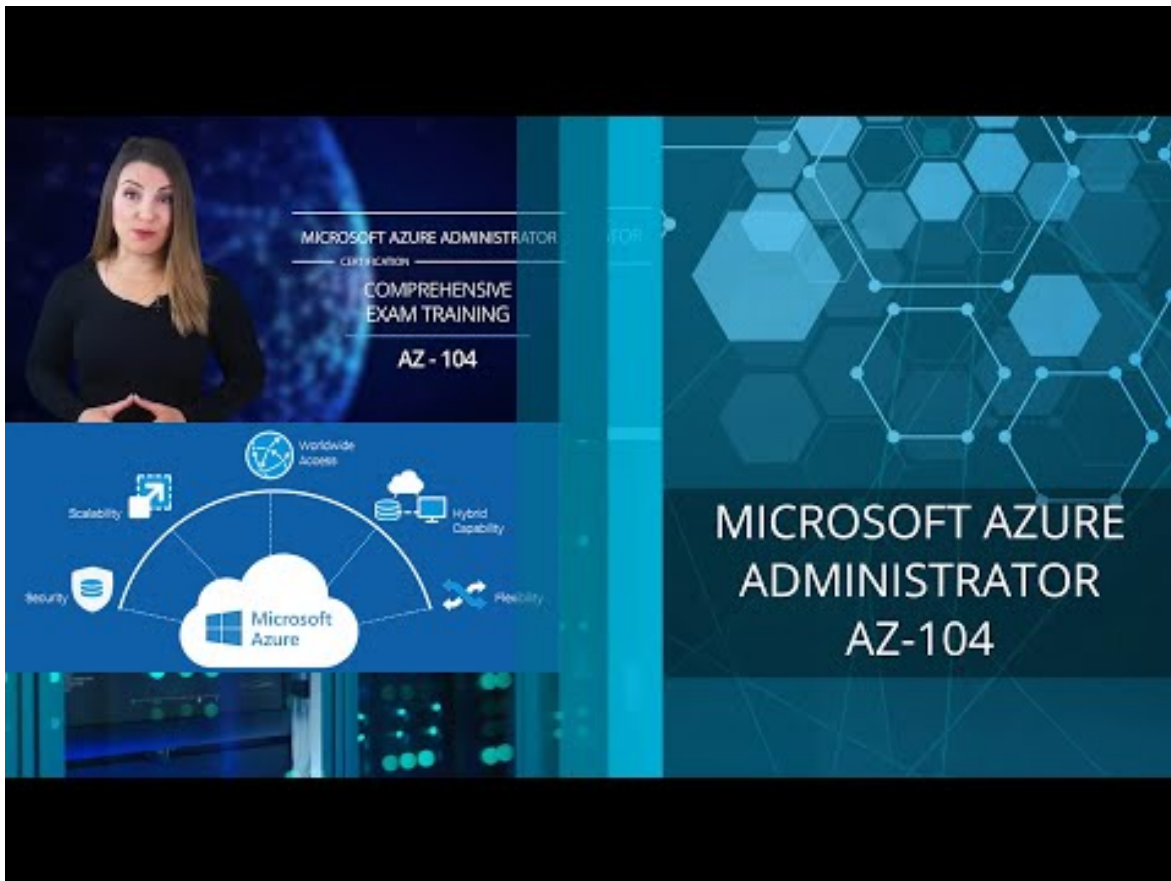 MICROSOFT AZURE ADMINISTRATOR
CERTIFICATION
COMPREHENSIVE
EXAM TRAINING
AZ - 104
Worldwide
Access
Scalability
Hybrid
Capability
Security
Flexibility
Microsoft
Azure
MICROSOFT AZURE
ADMINISTRATOR
AZ-104